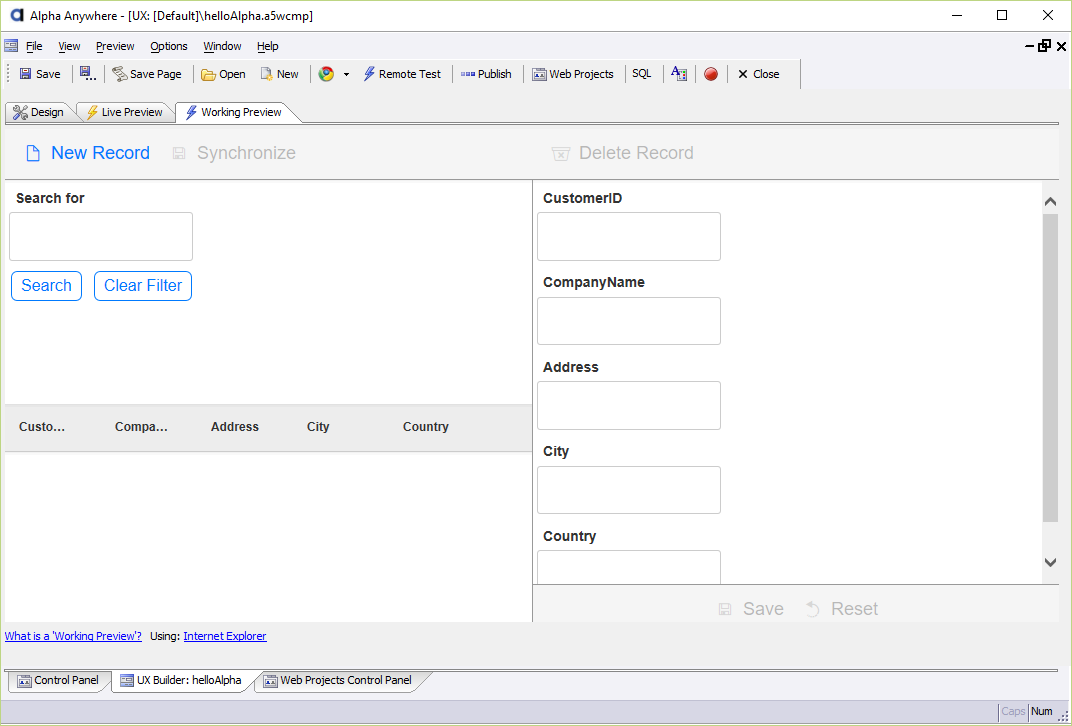 Alpha Anywhere - [UX: [Default]\helloAlpha.a5wcmp]
File View Preview Options Window Help
Save Save Page Open New Remote Test Publish Web Projects SQL Close
Design Live Preview Working Preview
New Record Synchronize Delete Record
Search for
Search Clear Filter
Custo... Compa... Address City Country
CustomerID
CompanyName
Address
City
Country
Save Reset
What is a 'Working Preview'? Using: Internet Explorer
Control Panel UX Builder: helloAlpha Web Projects Control Panel
Caps Num